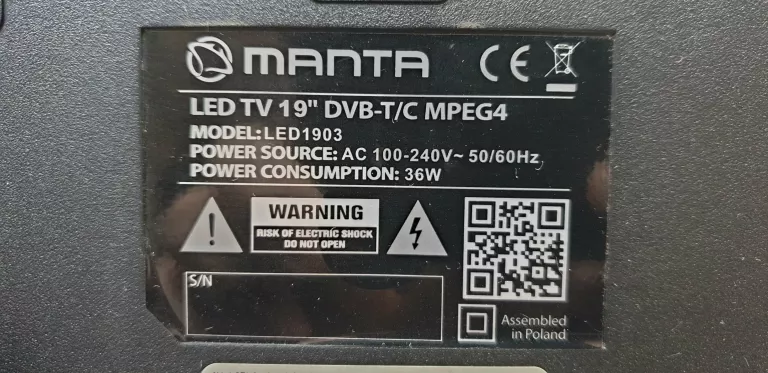 MANTA
LED TV 19" DVB-T/C MPEG4
MODEL:LED1903
POWER SOURCE: AC 100-240V~ 50/60Hz
POWER CONSUMPTION: 36W
WARNING
RISK OF ELECTRIC SHOCK
DO NOT OPEN
S/N
Assembled
in Poland